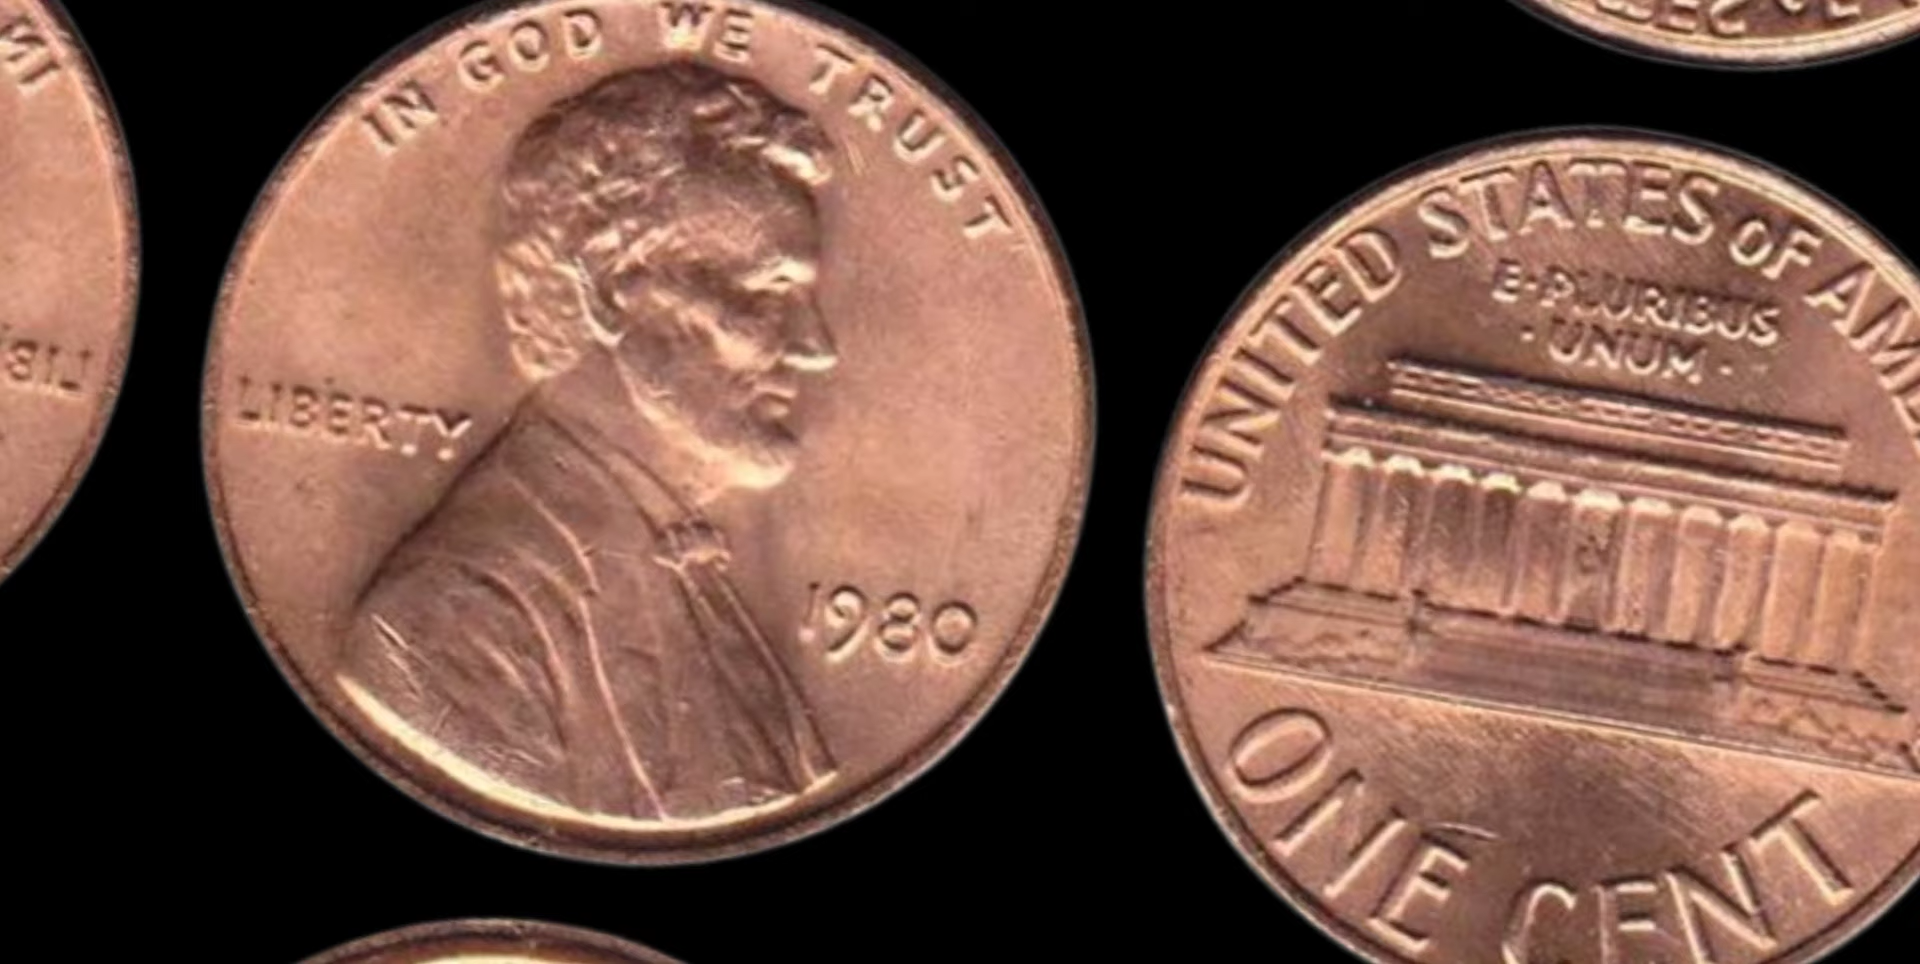 IN GOD WE TRUST
LIBERTY
1980
UNITED STATES OF AM
E·PLURIBUS
·UNUM·
ONE CENT